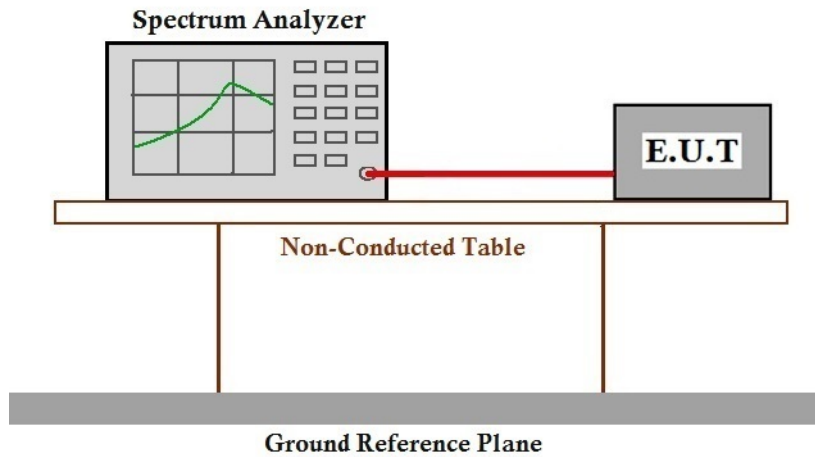 Spectrum Analyzer
E.U.T
Non-Conducted Table
Ground Reference Plane